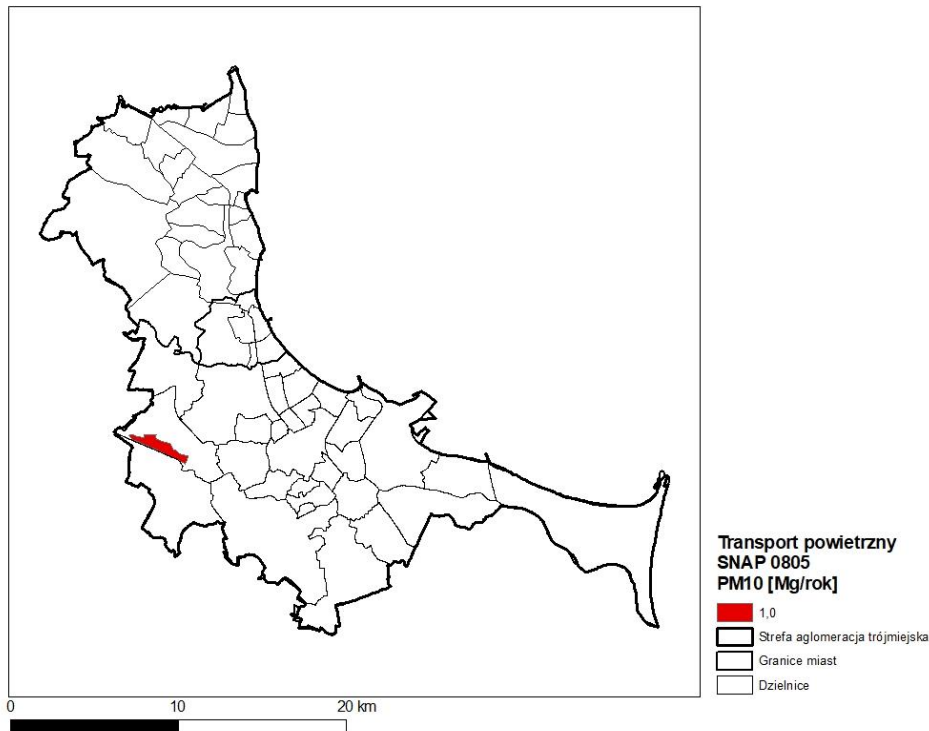 Transport powietrzny
SNAP 0805
PM10 [Mg/rok]
1,0
Strefa aglomeracja trójmiejska
Granice miast
Dzielnice
0 10 20 km